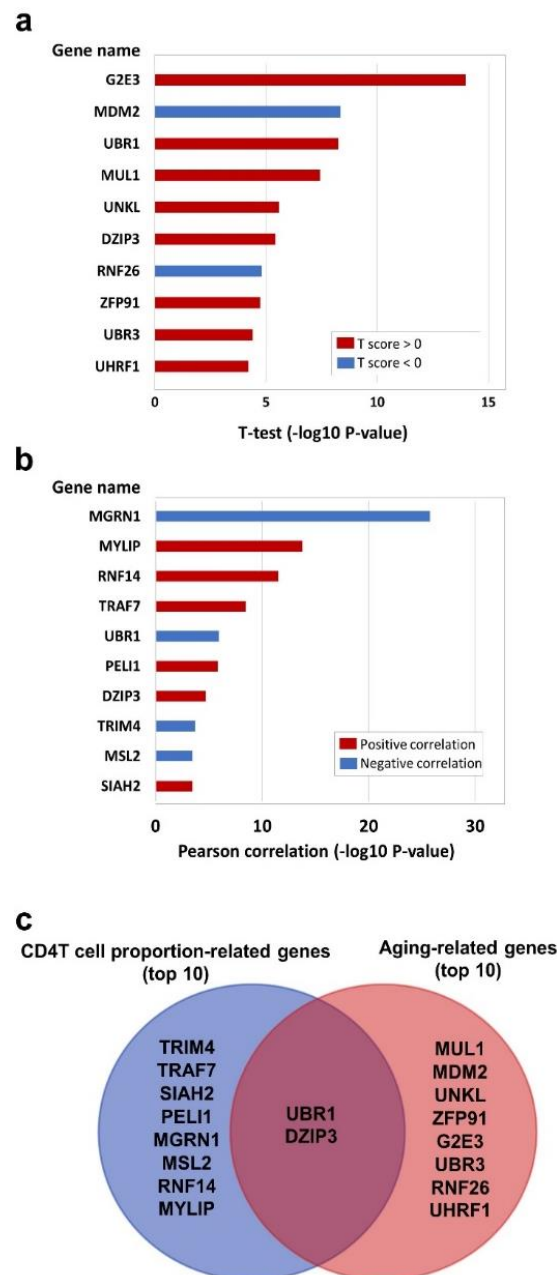 a
Gene name
G2E3
MDM2
UBR1
MUL1
UNKL
DZIP3
RNF26
ZFP91
UBR3
UHRF1
T score > 0
T score < 0
0 5 10 15
T-test (-log10 P-value)
b
Gene name
MGRN1
MYLIP
RNF14
TRAF7
UBR1
PELI1
DZIP3
TRIM4
MSL2
SIAH2
Positive correlation
Negative correlation
0 10 20 30
Pearson correlation (-log10 P-value)
c
CD4T cell proportion-related genes
(top 10)
Aging-related genes
(top 10)
TRIM4
TRAF7
SIAH2
PELI1
MGRN1
MSL2
RNF14
MYLIP
UBR1
DZIP3
MUL1
MDM2
UNKL
ZFP91
G2E3
UBR3
RNF26
UHRF1